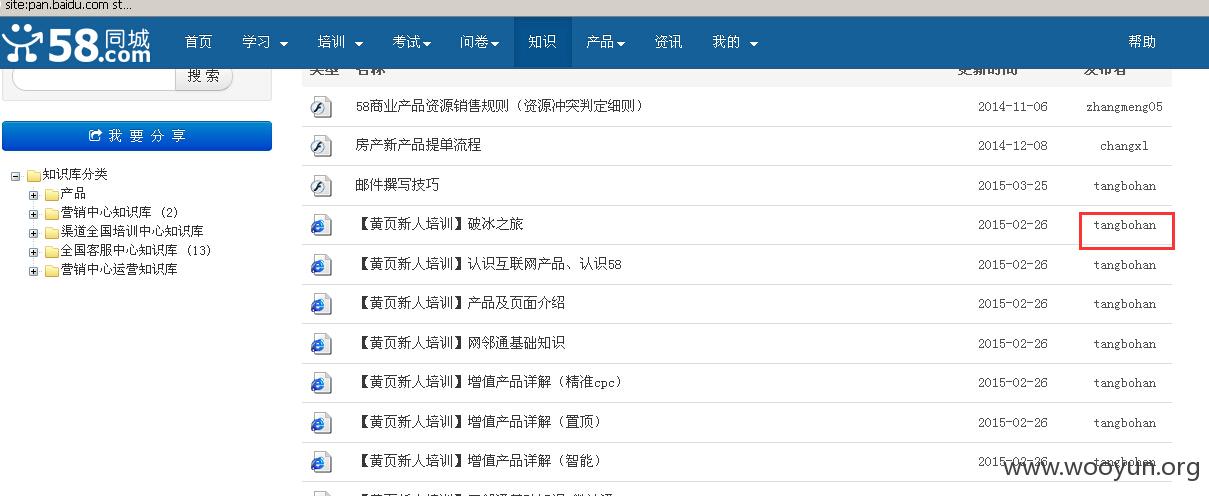 site:pan.baidu.com st...
58同城
.com
首页 学习 培训 考试 问卷 知识 产品 资讯 我的 帮助
搜 索
类型 名称 更新时间 发布者
我 要 分 享
58商业产品资源销售规则（资源冲突判定细则） 2014-11-06 zhangmeng05
房产新产品提单流程 2014-12-08 changxl
邮件撰写技巧 2015-03-25 tangbohan
【黄页新人培训】破冰之旅 2015-02-26 tangbohan
【黄页新人培训】认识互联网产品、认识58 2015-02-26 tangbohan
【黄页新人培训】产品及页面介绍 2015-02-26 tangbohan
【黄页新人培训】网邻通基础知识 2015-02-26 tangbohan
【黄页新人培训】增值产品详解（精准cpc） 2015-02-26 tangbohan
【黄页新人培训】增值产品详解（置顶） 2015-02-26 tangbohan
【黄页新人培训】增值产品详解（智能） 2015-02-26 tangbohan
知识库分类
产品
营销中心知识库 (2)
渠道全国培训中心知识库
全国客服中心知识库 (13)
营销中心运营知识库
www.wooyun.org